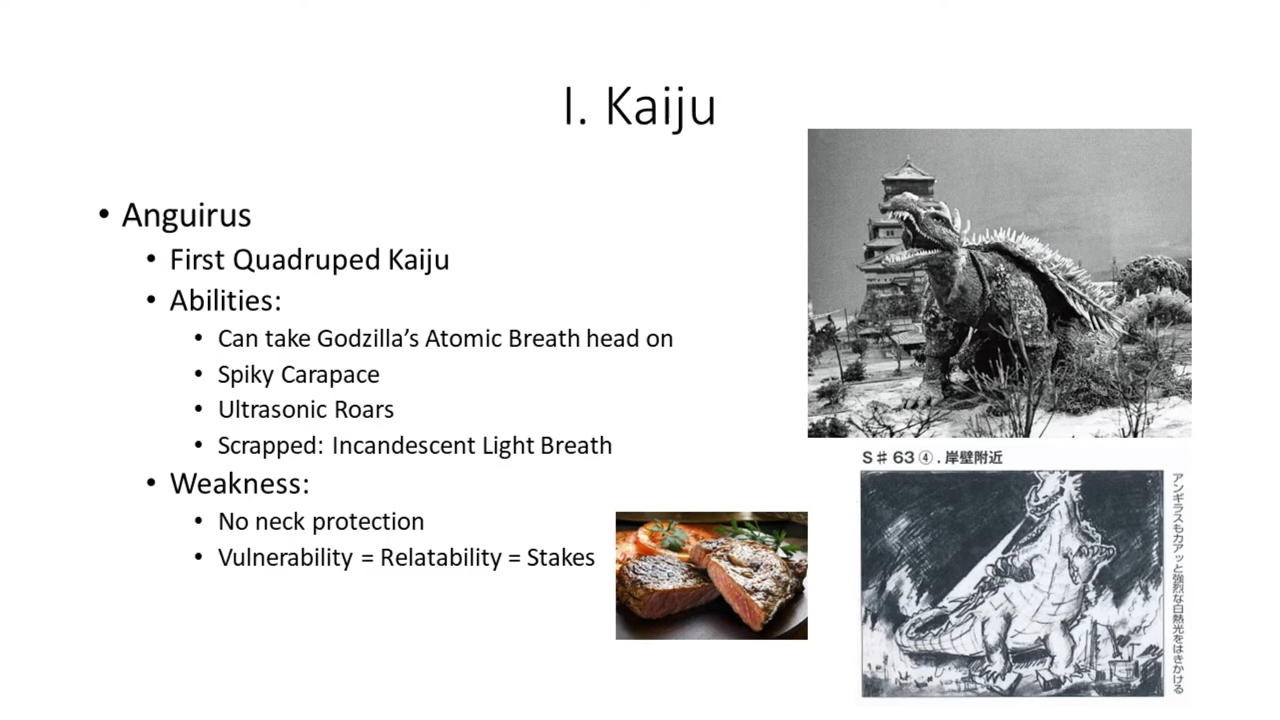 I. Kaiju
• Anguirus
• First Quadruped Kaiju
• Abilities:
• Can take Godzilla’s Atomic Breath head on
• Spiky Carapace
• Ultrasonic Roars
• Scrapped: Incandescent Light Breath
• Weakness:
• No neck protection
• Vulnerability = Relatability = Stakes
S♯63④.岸壁附近
アンギラスもカアッと強烈な白熱光をはきかける